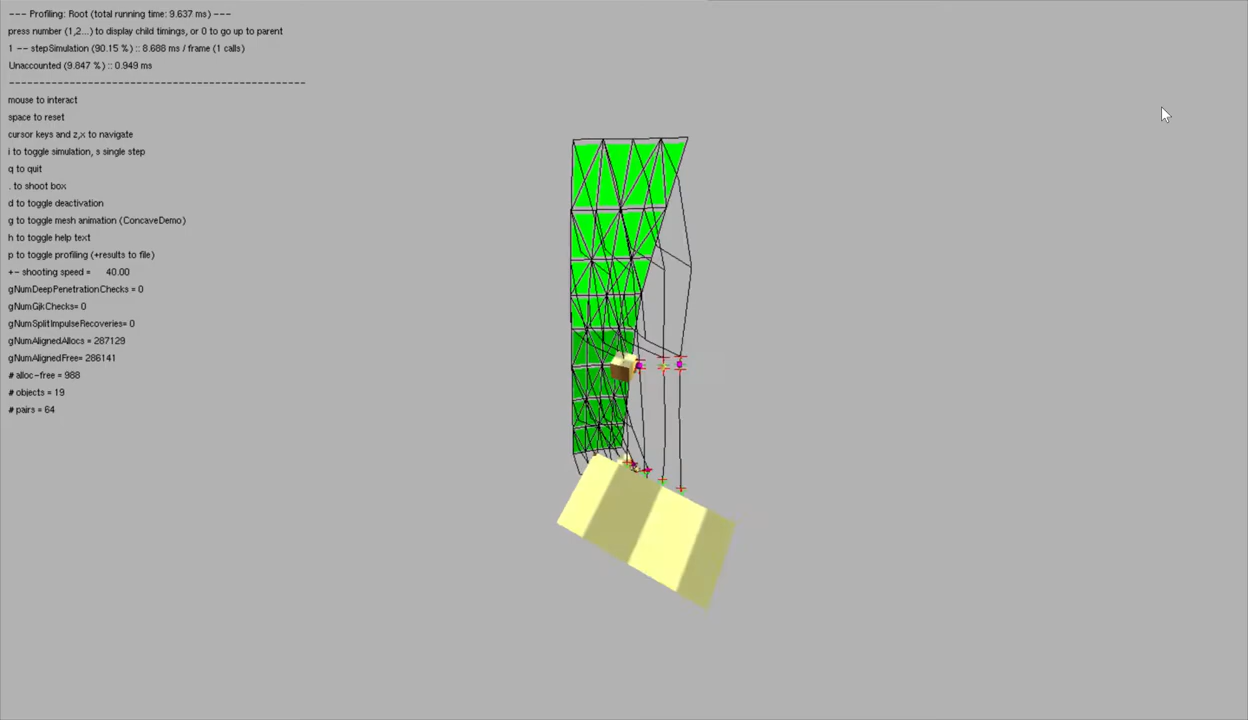 --- Profiling: Root (total running time: 9.637 ms) ---
press number (1,2...) to display child timings, or 0 to go up to parent
1 -- stepSimulation (90.15 %) :: 8.688 ms / frame (1 calls)
Unaccounted (9.847 %) :: 0.949 ms
-------------------------------------------------
mouse to interact
space to reset
cursor keys and z,x to navigate
i to toggle simulation, s single step
q to quit
. to shoot box
d to toggle deactivation
g to toggle mesh animation (ConcaveDemo)
h to toggle help text
p to toggle profiling (+results to file)
+- shooting speed = 40.00
gNumDeepPenetrationChecks = 0
gNumGjkChecks= 0
gNumSplitImpulseRecoveries= 0
gNumAlignedAllocs = 287129
gNumAlignedFree= 286141
# alloc-free = 988
# objects = 19
# pairs = 64